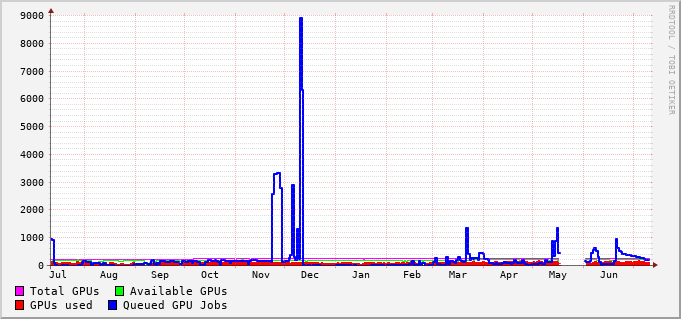 9000
8000
7000
6000
5000
4000
3000
2000
1000
0
Jul Aug Sep Oct Nov Dec Jan Feb Mar Apr May Jun
Total GPUs Available GPUs
GPUs used Queued GPU Jobs
RRDTOOL / TOBI OETIKER